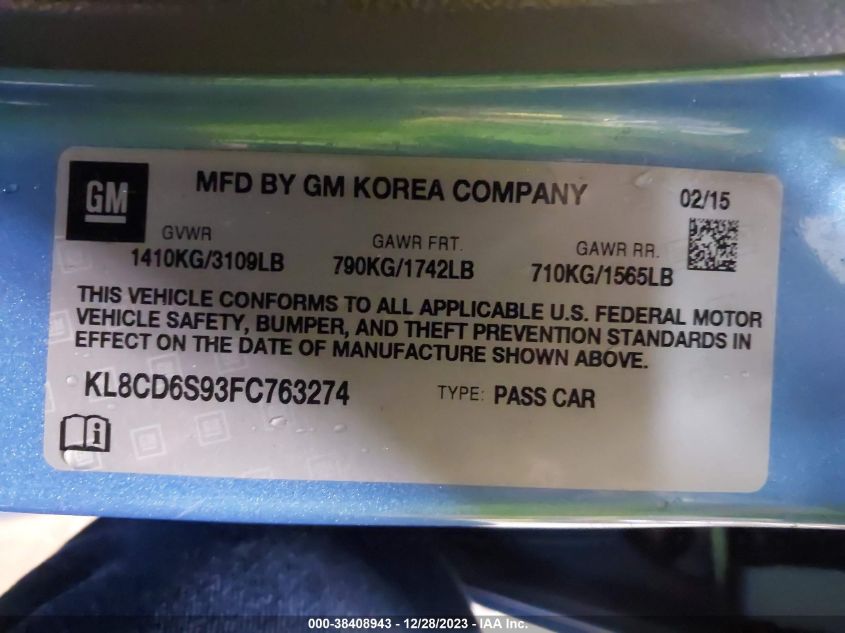 GM
MFD BY GM KOREA COMPANY
02/15
GVWR
1410KG/3109LB
GAWR FRT.
790KG/1742LB
GAWR RR.
710KG/1565LB
THIS VEHICLE CONFORMS TO ALL APPLICABLE U.S. FEDERAL MOTOR
VEHICLE SAFETY, BUMPER, AND THEFT PREVENTION STANDARDS IN
EFFECT ON THE DATE OF MANUFACTURE SHOWN ABOVE.
KL8CD6S93FC763274
TYPE: PASS CAR
000-38408943 - 12/28/2023 - IAA Inc.